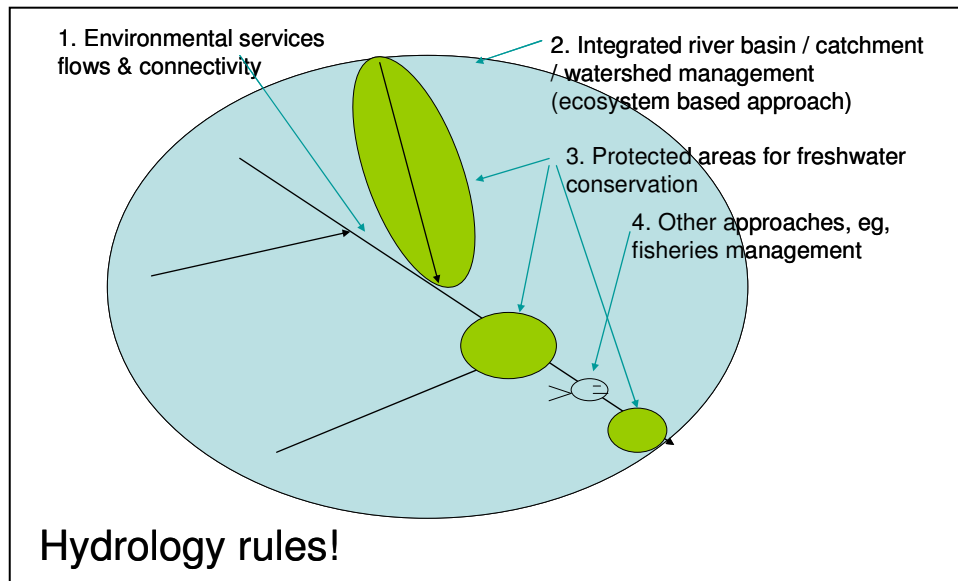 1. Environmental services
flows & connectivity
2. Integrated river basin / catchment
/ watershed management
(ecosystem based approach)
3. Protected areas for freshwater
conservation
4. Other approaches, eg,
fisheries management
Hydrology rules!